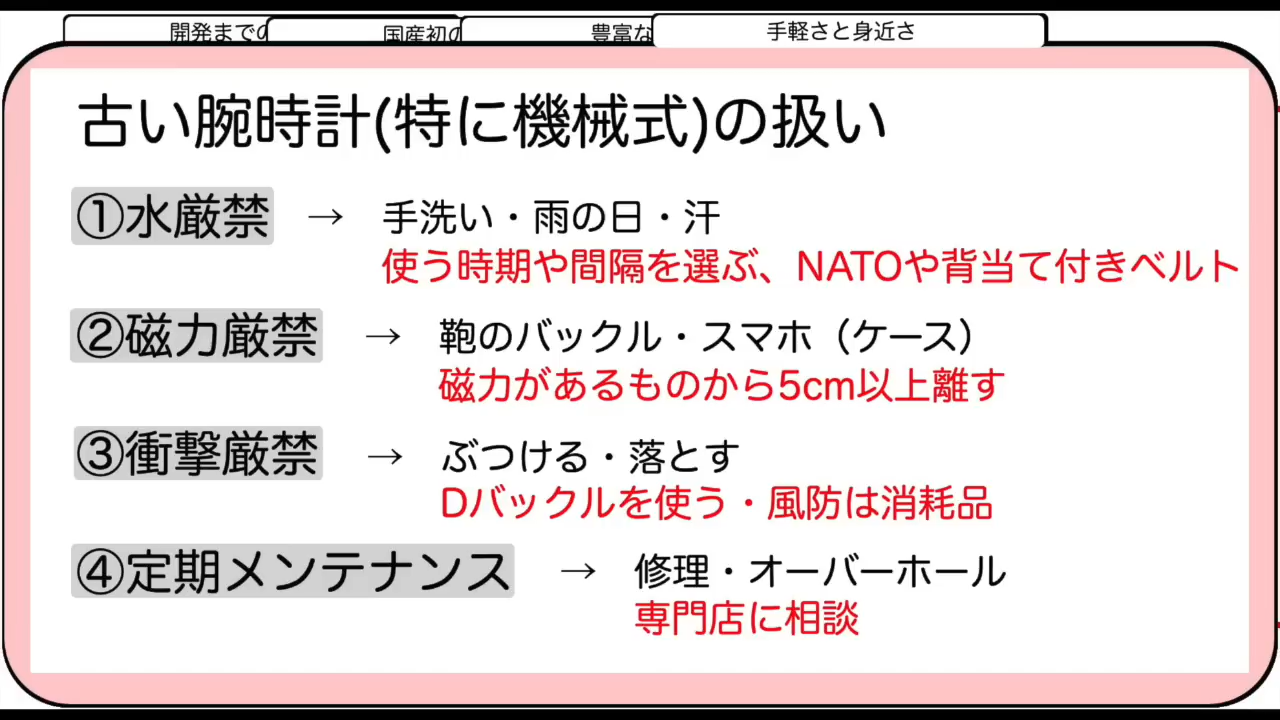 開発までの
国産初の
豊富な
手軽さと身近さ
古い腕時計(特に機械式)の扱い
①水厳禁 → 手洗い・雨の日・汗
使う時期や間隔を選ぶ、NATOや背当て付きベルト
②磁力厳禁 → 鞄のバックル・スマホ（ケース）
磁力があるものから5cm以上離す
③衝撃厳禁 → ぶつける・落とす
Dバックルを使う・風防は消耗品
④定期メンテナンス → 修理・オーバーホール
専門店に相談